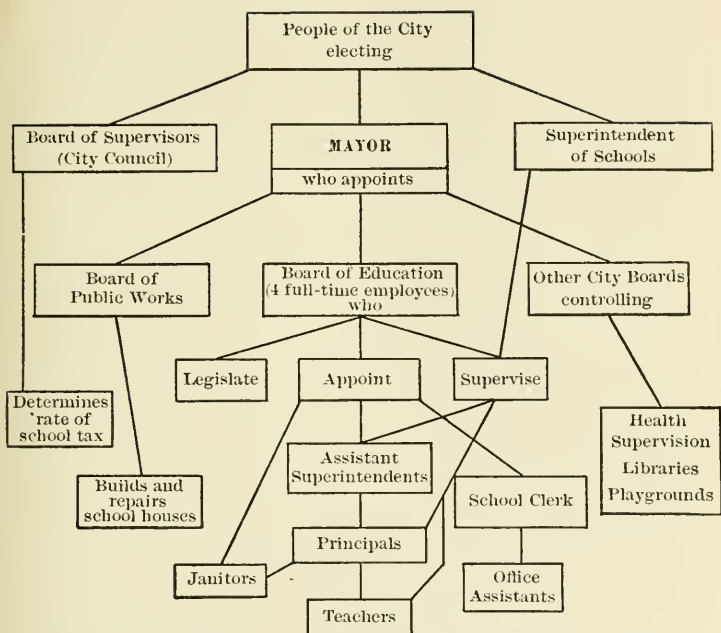 People of the City
electing
Board of Supervisors
(City Council)
MAYOR
who appoints
Superintendent
of Schools
Board of
Public Works
Board of Education
(4 full-time employees)
who
Other City Boards
controlling
Legislate
Appoint
Supervise
Determines
rate of
school tax
Health
Supervision
Libraries
Playgrounds
Assistant
Superintendents
Builds and
repairs
school houses
School Clerk
Principals
Janitors
Office
Assistants
Teachers